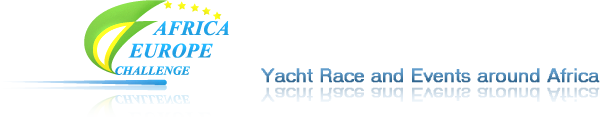 AFRICA
EUROPE
CHALLENGE
Yacht Race and Events around Africa